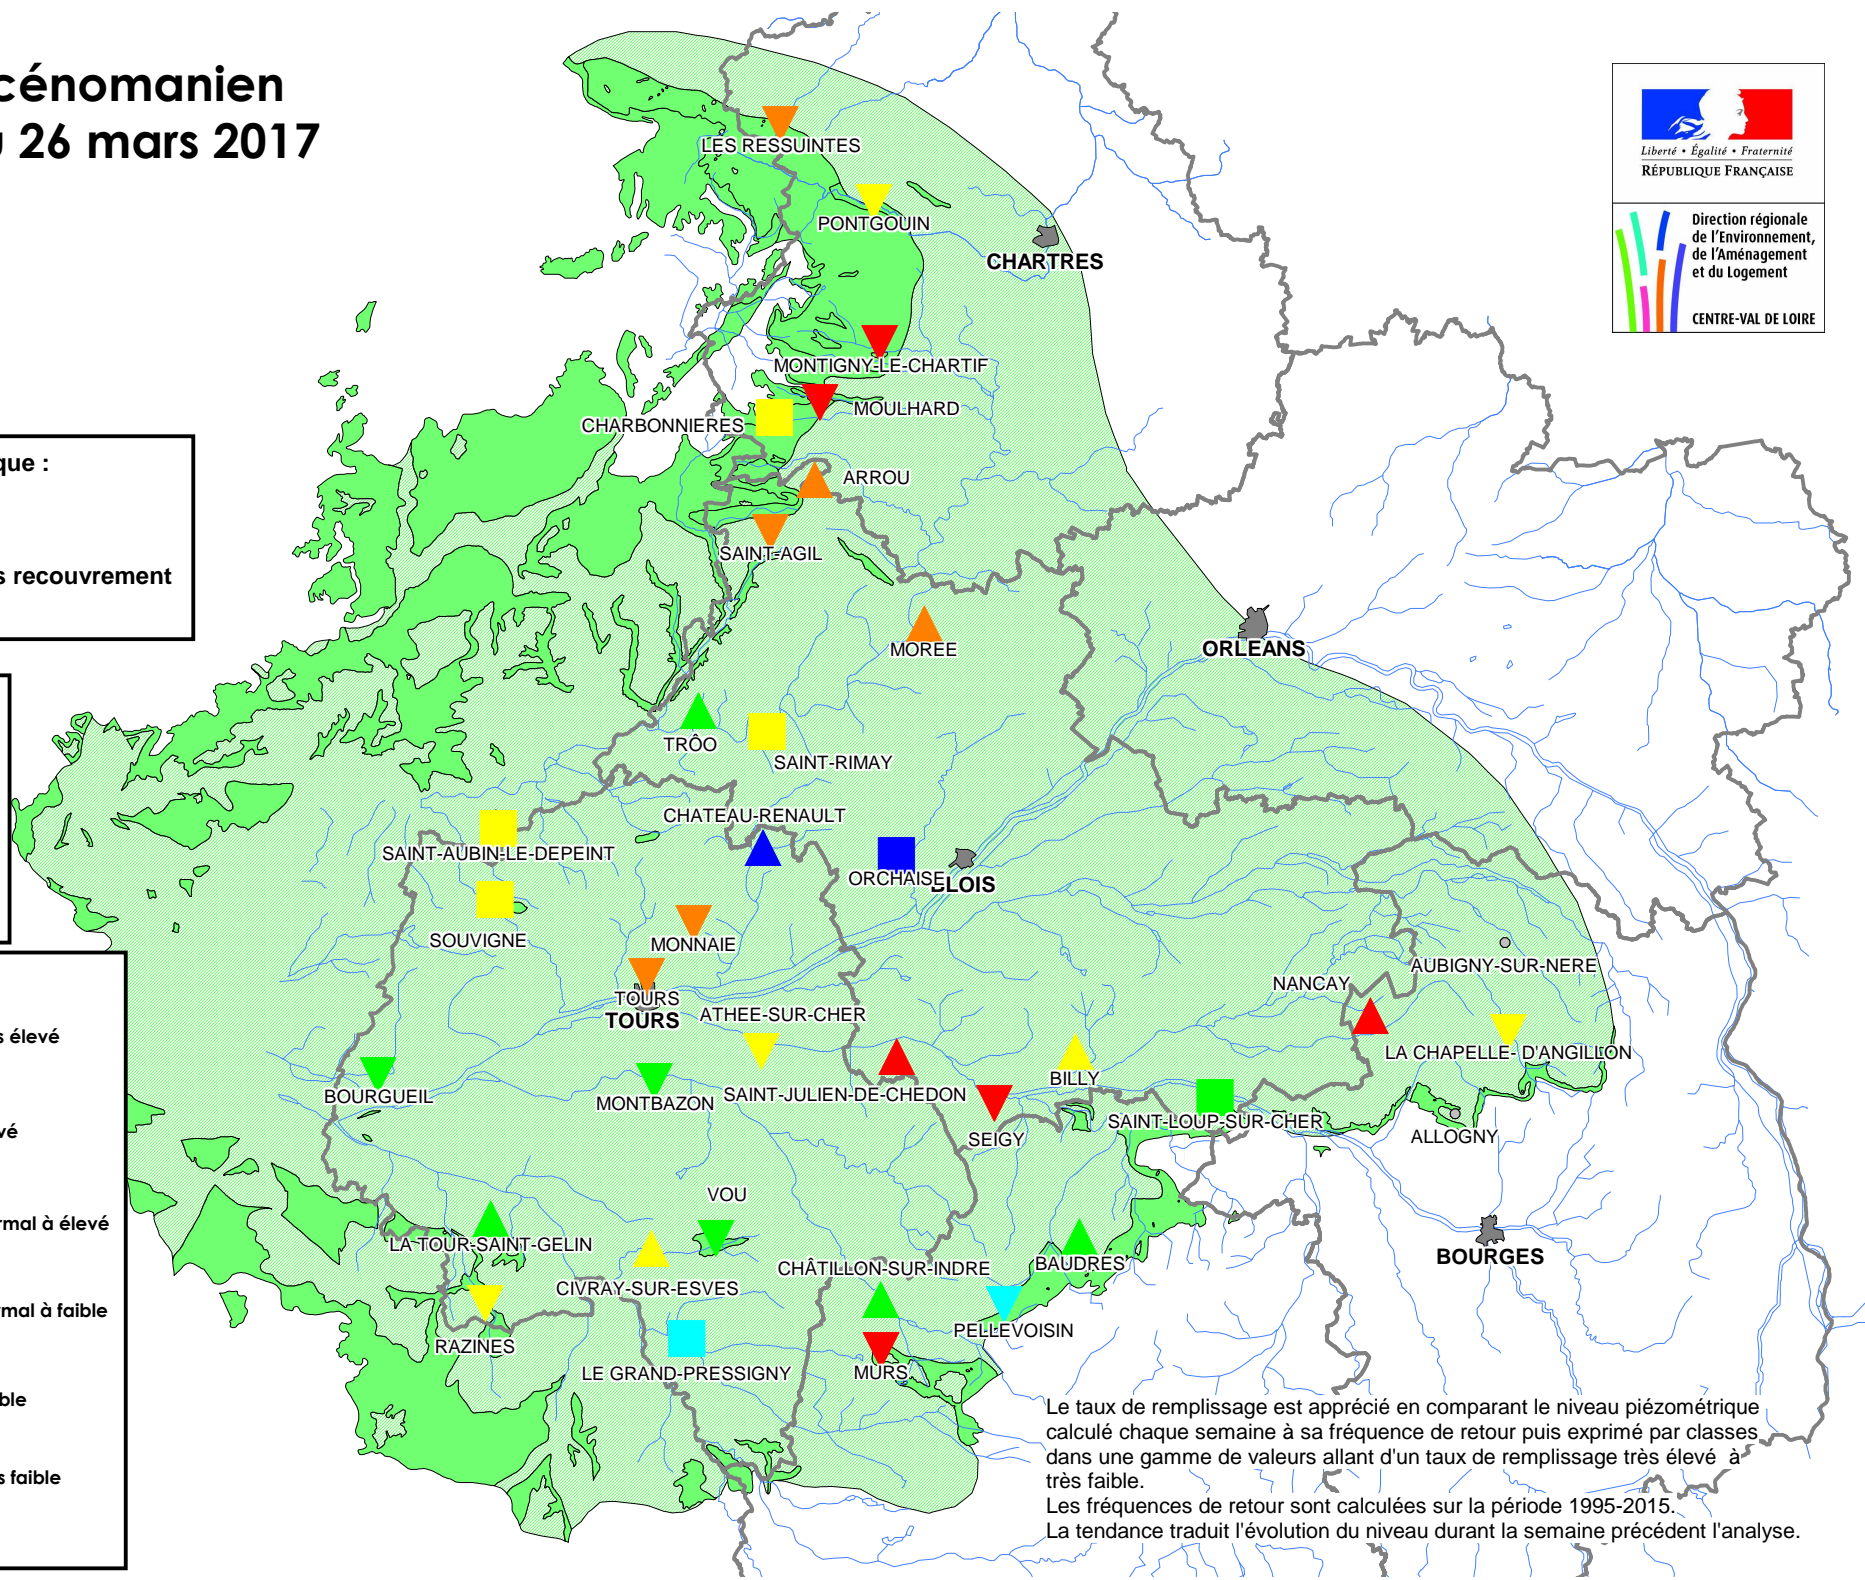 cénomanien
26 mars 2017
Liberté • Égalité • Fraternité
RÉPUBLIQUE FRANÇAISE
Direction régionale
de l'Environnement,
de l'Aménagement
et du Logement
CENTRE-VAL DE LOIRE
LES RESSUINTES
PONTGOUIN
CHARTRES
MONTIGNY-LE-CHARTIF
MOULHARD
CHARBONNIERES
que :
ARROU
SAINT-AGIL
s recouvrement
MOREE
ORLEANS
TRÔO
SAINT-RIMAY
CHATEAU-RENAULT
SAINT-AUBIN-LE-DEPEINT
ORCHAISE
BLOIS
SOUVIGNE
MONNAIE
AUBIGNY-SUR-NERE
NANCAY
TOURS
TOURS
ATHEE-SUR-CHER
s élevé
LA CHAPELLE- D'ANGILLON
BILLY
BOURGUEIL
MONTBAZON
SAINT-JULIEN-DE-CHEDON
SEIGY
SAINT-LOUP-SUR-CHER
ALLOGNY
vé
VOU
rmal à élevé
LA TOUR-SAINT-GELIN
CIVRAY-SUR-ESVES
CHÂTILLON-SUR-INDRE
BAUDRES
BOURGES
rmal à faible
RAZINES
PELLEVOISIN
LE GRAND-PRESSIGNY
MURS
ble
s faible
Le taux de remplissage est apprécié en comparant le niveau piézométrique
calculé chaque semaine à sa fréquence de retour puis exprimé par classes
dans une gamme de valeurs allant d'un taux de remplissage très élevé à
très faible.
Les fréquences de retour sont calculées sur la période 1995-2015.
La tendance traduit l'évolution du niveau durant la semaine précédent l'analyse.